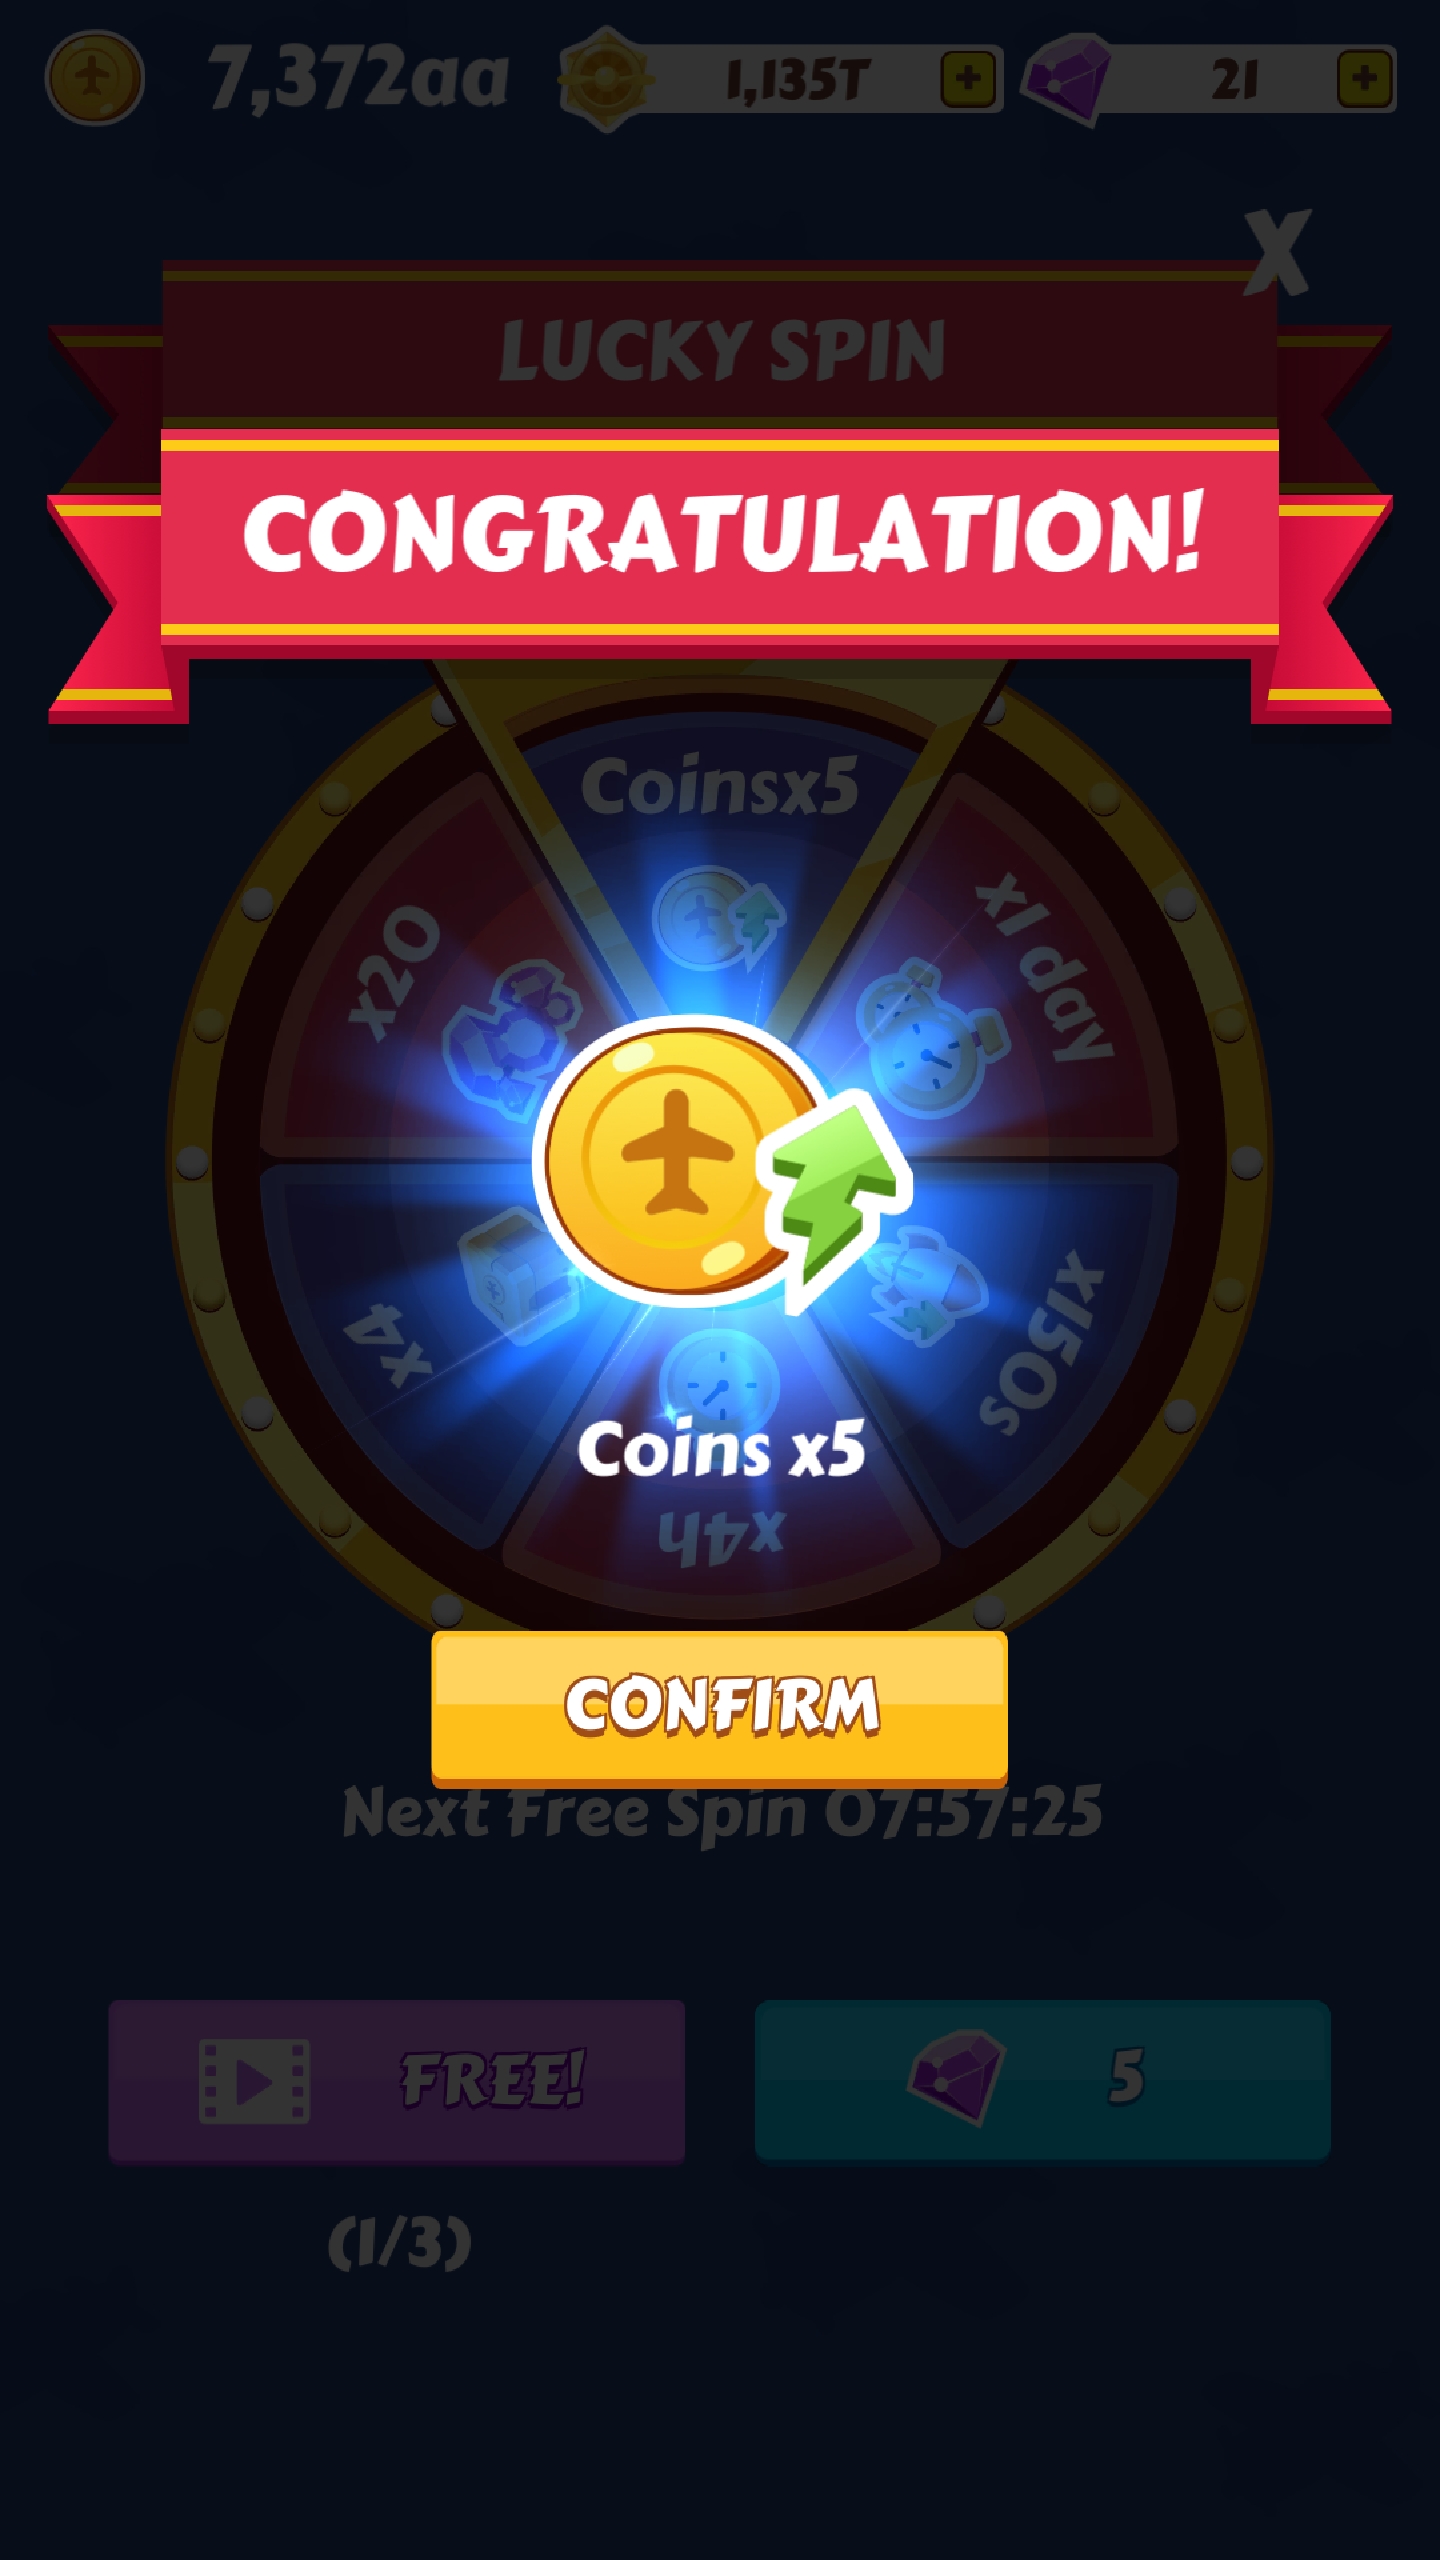 7,372aa 1,135T + 21 +
X
LUCKY SPIN
CONGRATULATION!
Coinsx5
x20
x1 day
x4
x150s
Coins x5
x4h
CONFIRM
Next Free Spin 07:57:25
FREE! 5
(1/3)